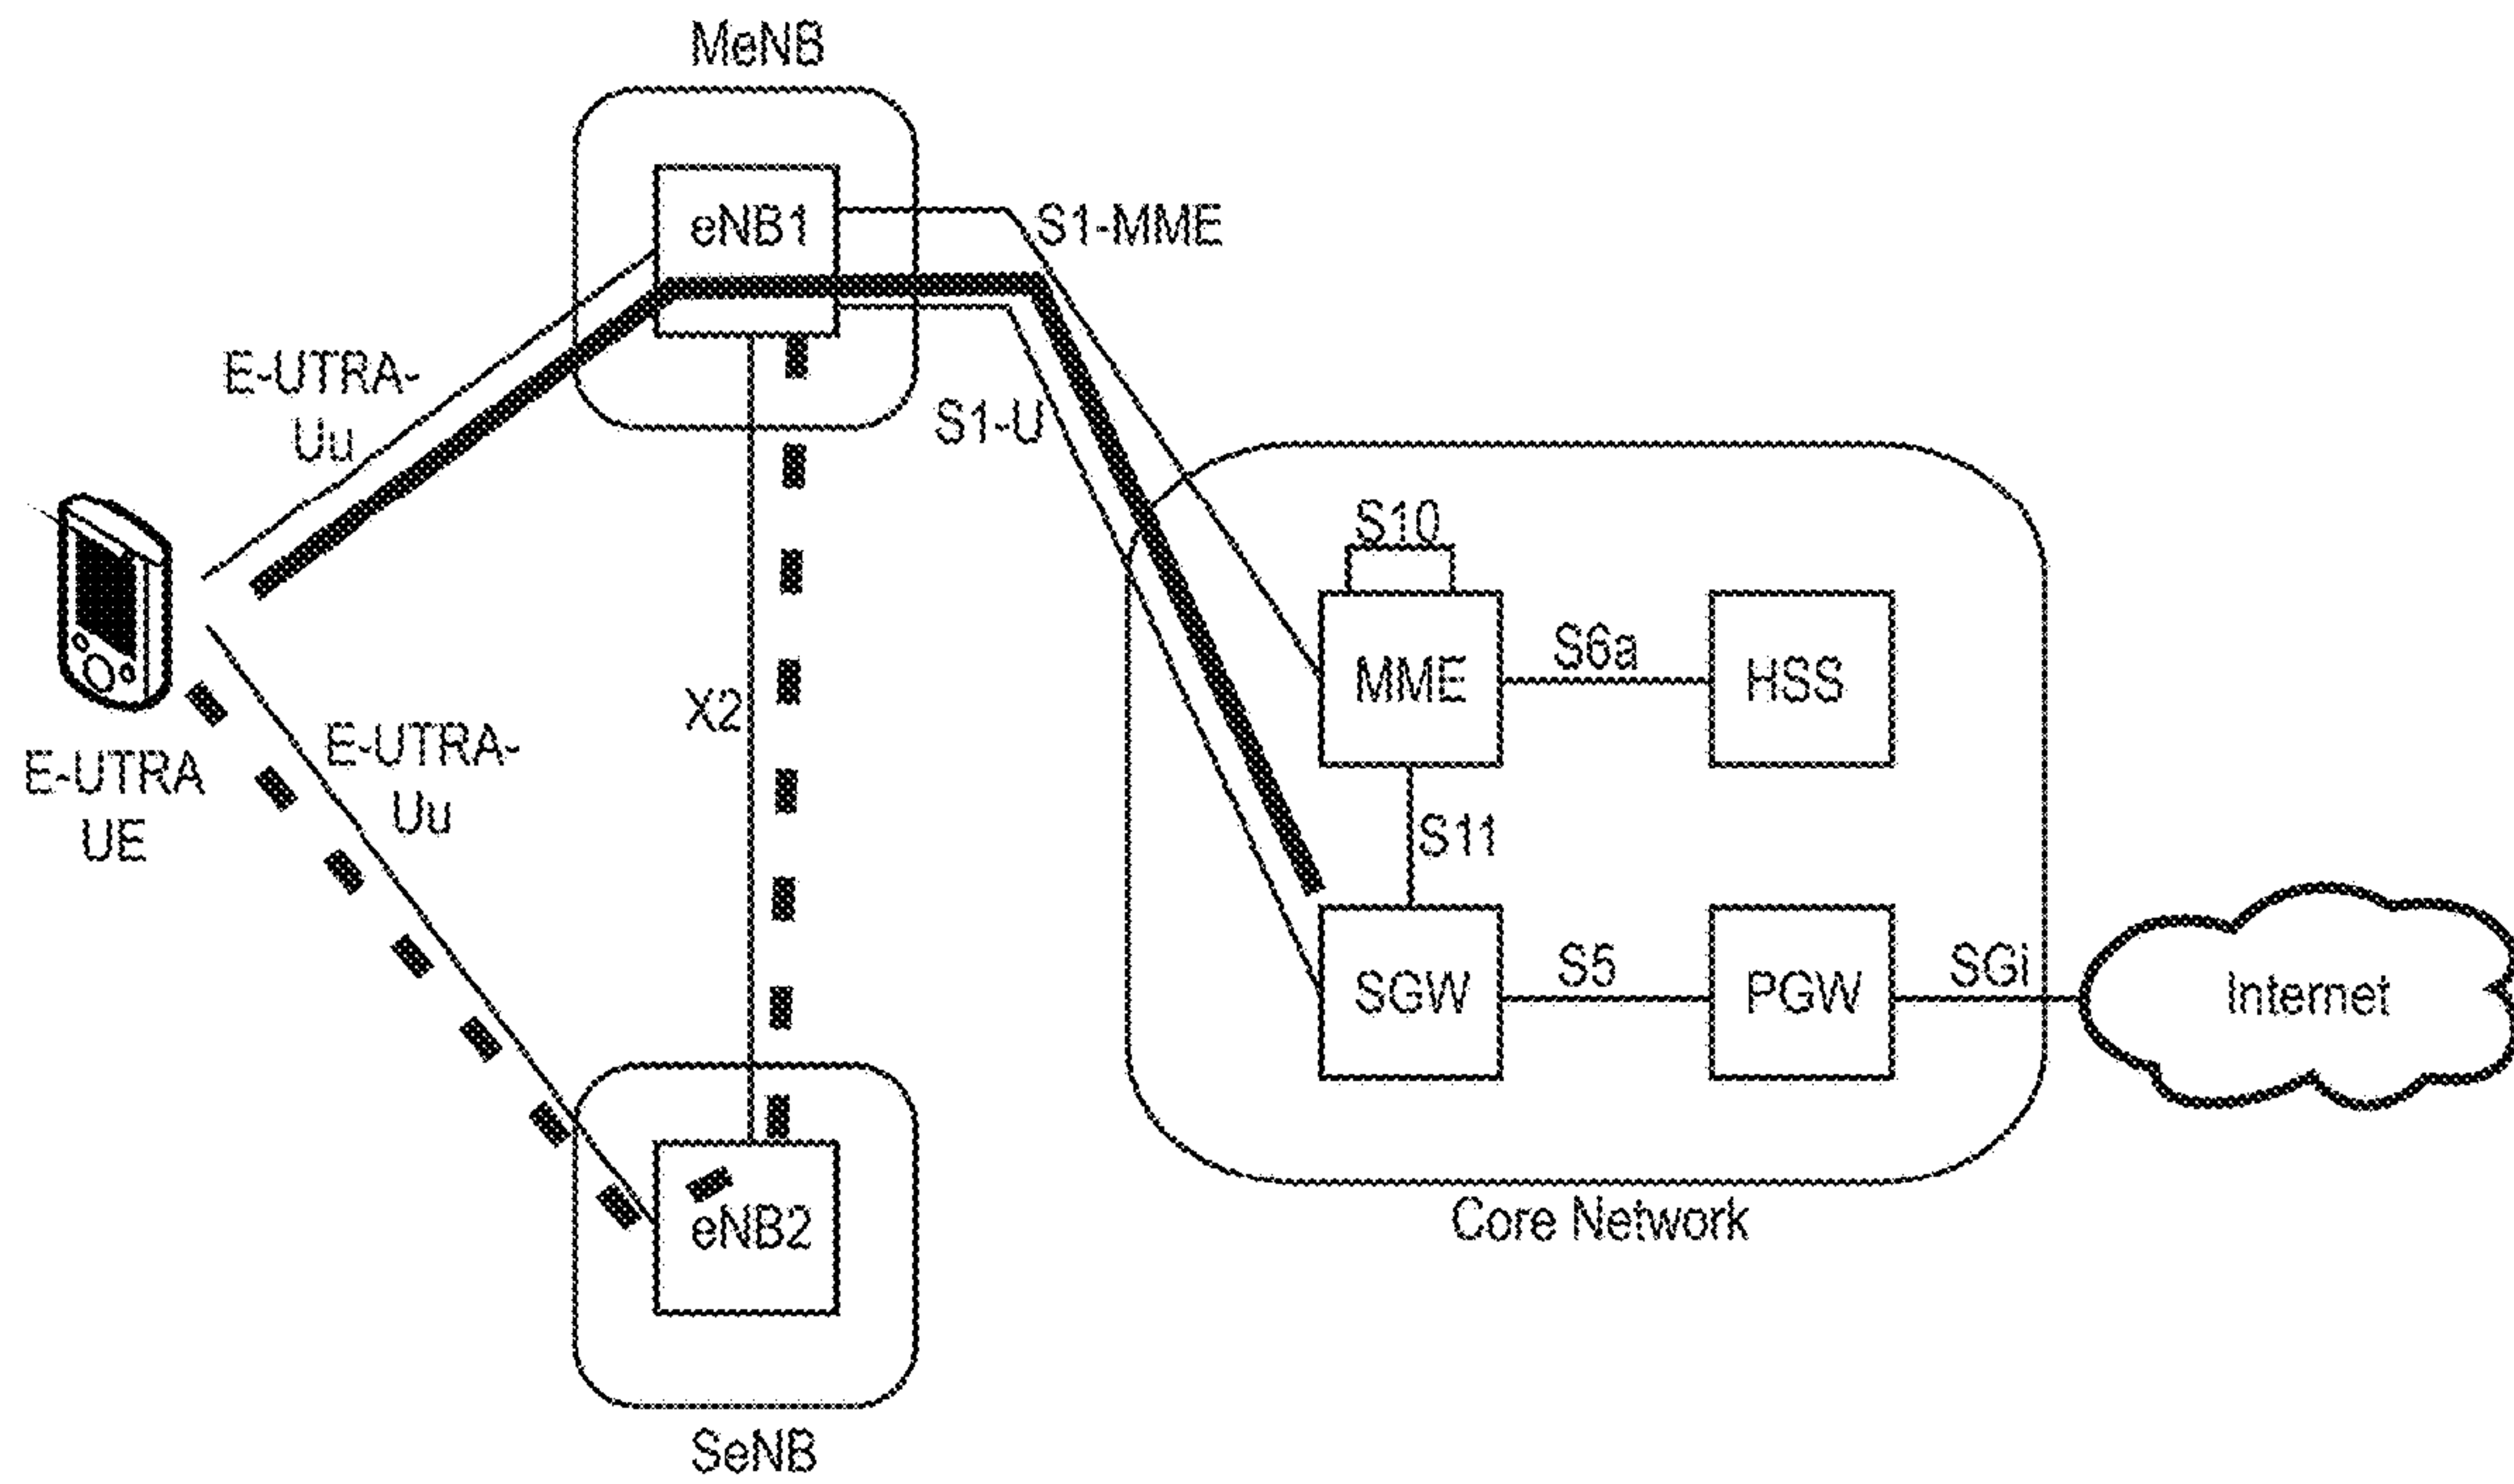 MeNB
eNB1
S1-MME
E-UTRA-
Uu
S1-U
S10
MME
S6a
HSS
X2
E-UTRA-
Uu
E-UTRA
UE
S11
SGW
S5
PGW
SGi
Internet
eNB2
Core Network
SeNB